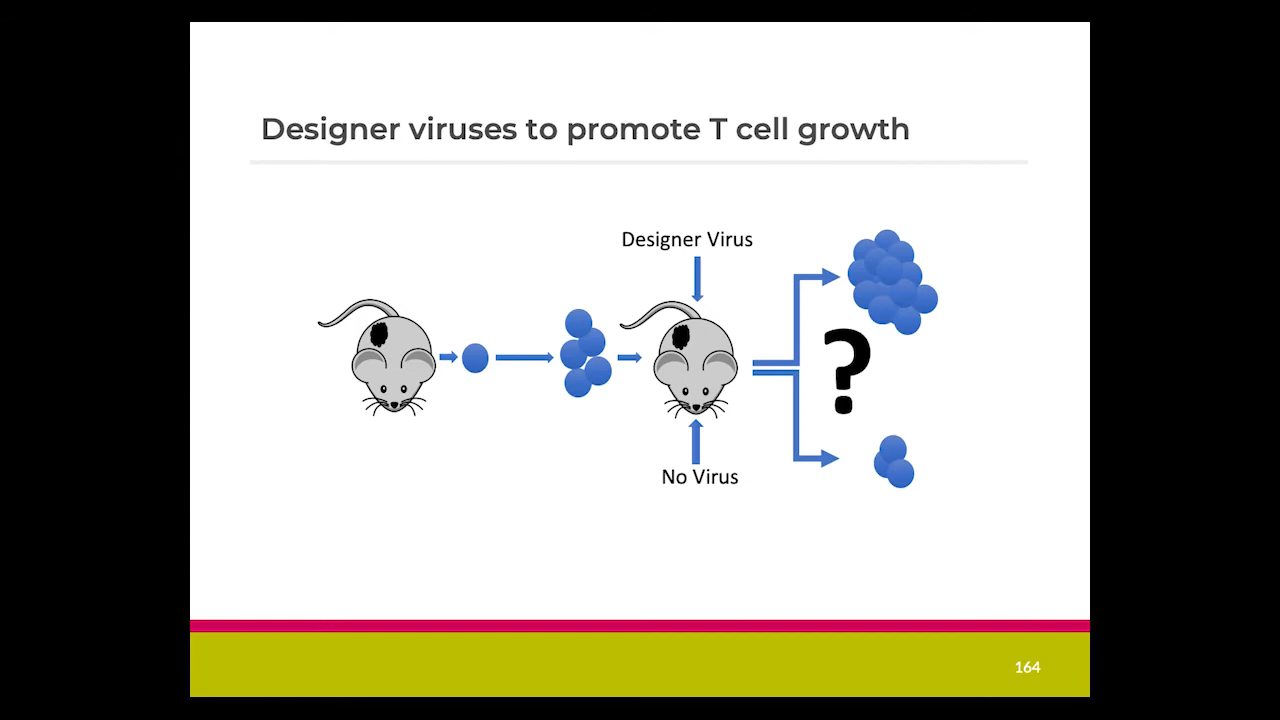 Designer viruses to promote T cell growth
Designer Virus
?
No Virus
164